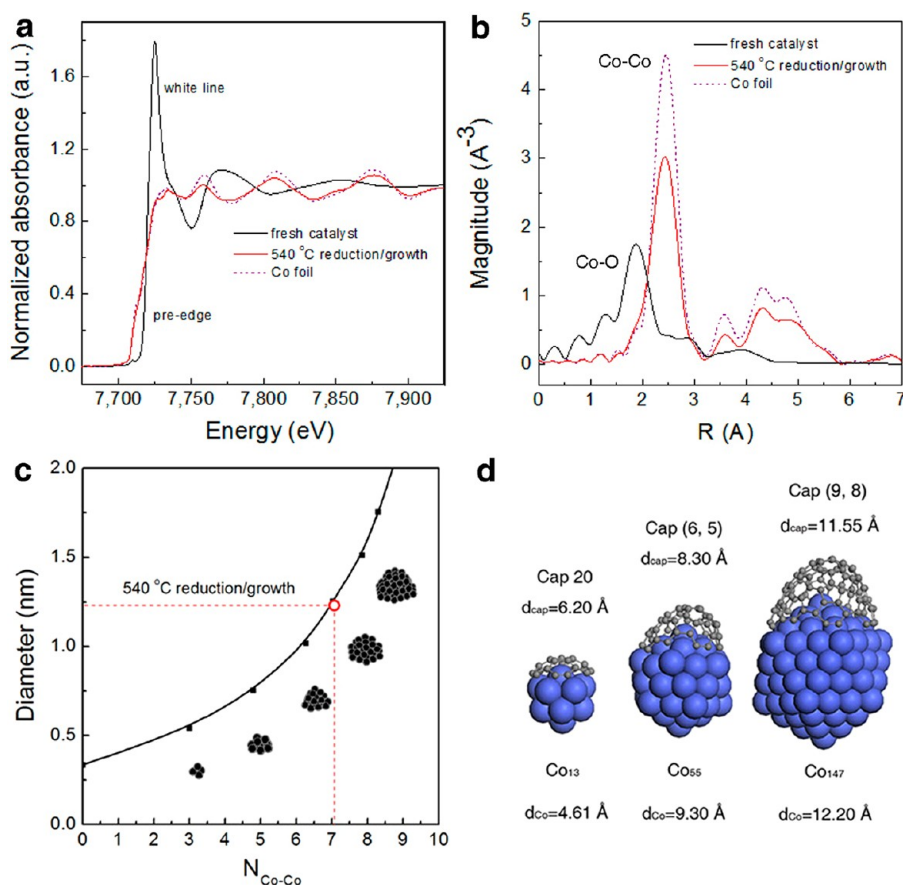 a
Normalized absorbance (a.u.)
1.8
1.5
1.2
0.9
0.6
0.3
0.0
white line
fresh catalyst
540 °C reduction/growth
Co foil
pre-edge
7,700
7,750
7,800
7,850
7,900
Energy (eV)
b
Magnitude (A⁻³)
5
4
3
2
1
0
fresh catalyst
540 °C reduction/growth
Co foil
Co-Co
Co-O
0 1 2 3 4 5 6 7
R (A)
c
Diameter (nm)
2.0
1.5
1.0
0.5
0.0
540 °C reduction/growth
0 1 2 3 4 5 6 7 8 9 10
N_Co-Co
d
Cap 20
dcap=6.20 Å
Cap (6, 5)
dcap=8.30 Å
Cap (9, 8)
dcap=11.55 Å
Co₁₃
Co₅₅
Co₁₄₇
dCo=4.61 Å
dCo=9.30 Å
dCo=12.20 Å